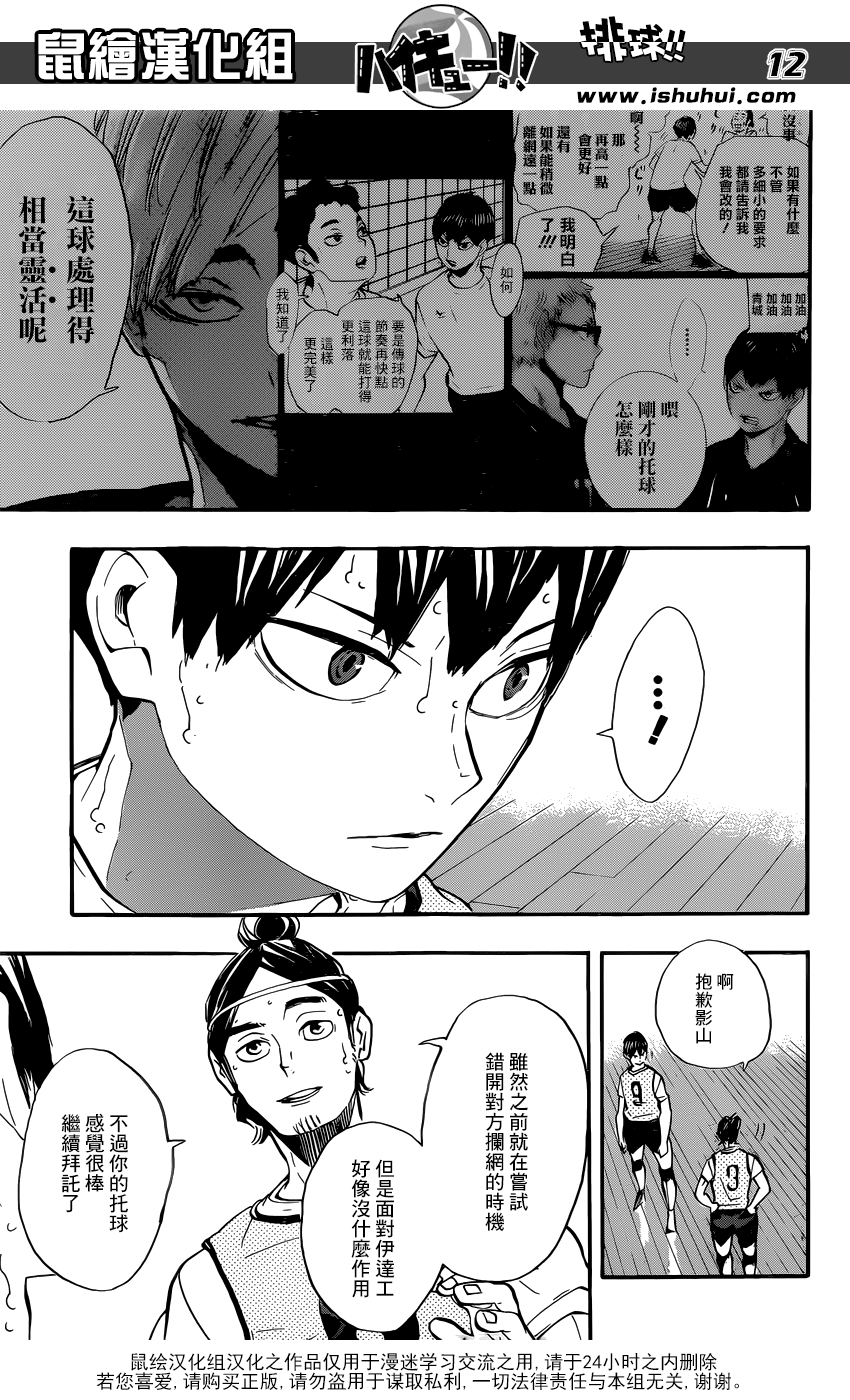 鼠繪漢化組
ハイキュー!!
排球!!
12
www.ishuhui.com
沒事
如果有什麼
不管
多細小的要求
都請告訴我
我會改的！
啊
那
再高一點
會更好
還有
如果能稍微
離網遠一點
我明白
了!!!
加油
加油
青城
……
喂
剛才的托球
怎麼樣
如何
要是傳球的
節奏再快點
這球就能打得
更利落
這樣
更完美了
我知道了
這球處理得
相當靈活呢
…！
啊
抱歉影山
9
9
雖然之前就在嘗試
錯開對方攔網的時機
但是面對伊達工
好像沒什麼作用
不過你的托球
感覺很棒
繼續拜託了
鼠绘汉化组汉化之作品仅用于漫迷学习交流之用,请于24小时之内删除
若您喜爱,请购买正版,请勿盗用于谋取私利,一切法律责任与本组无关,谢谢。